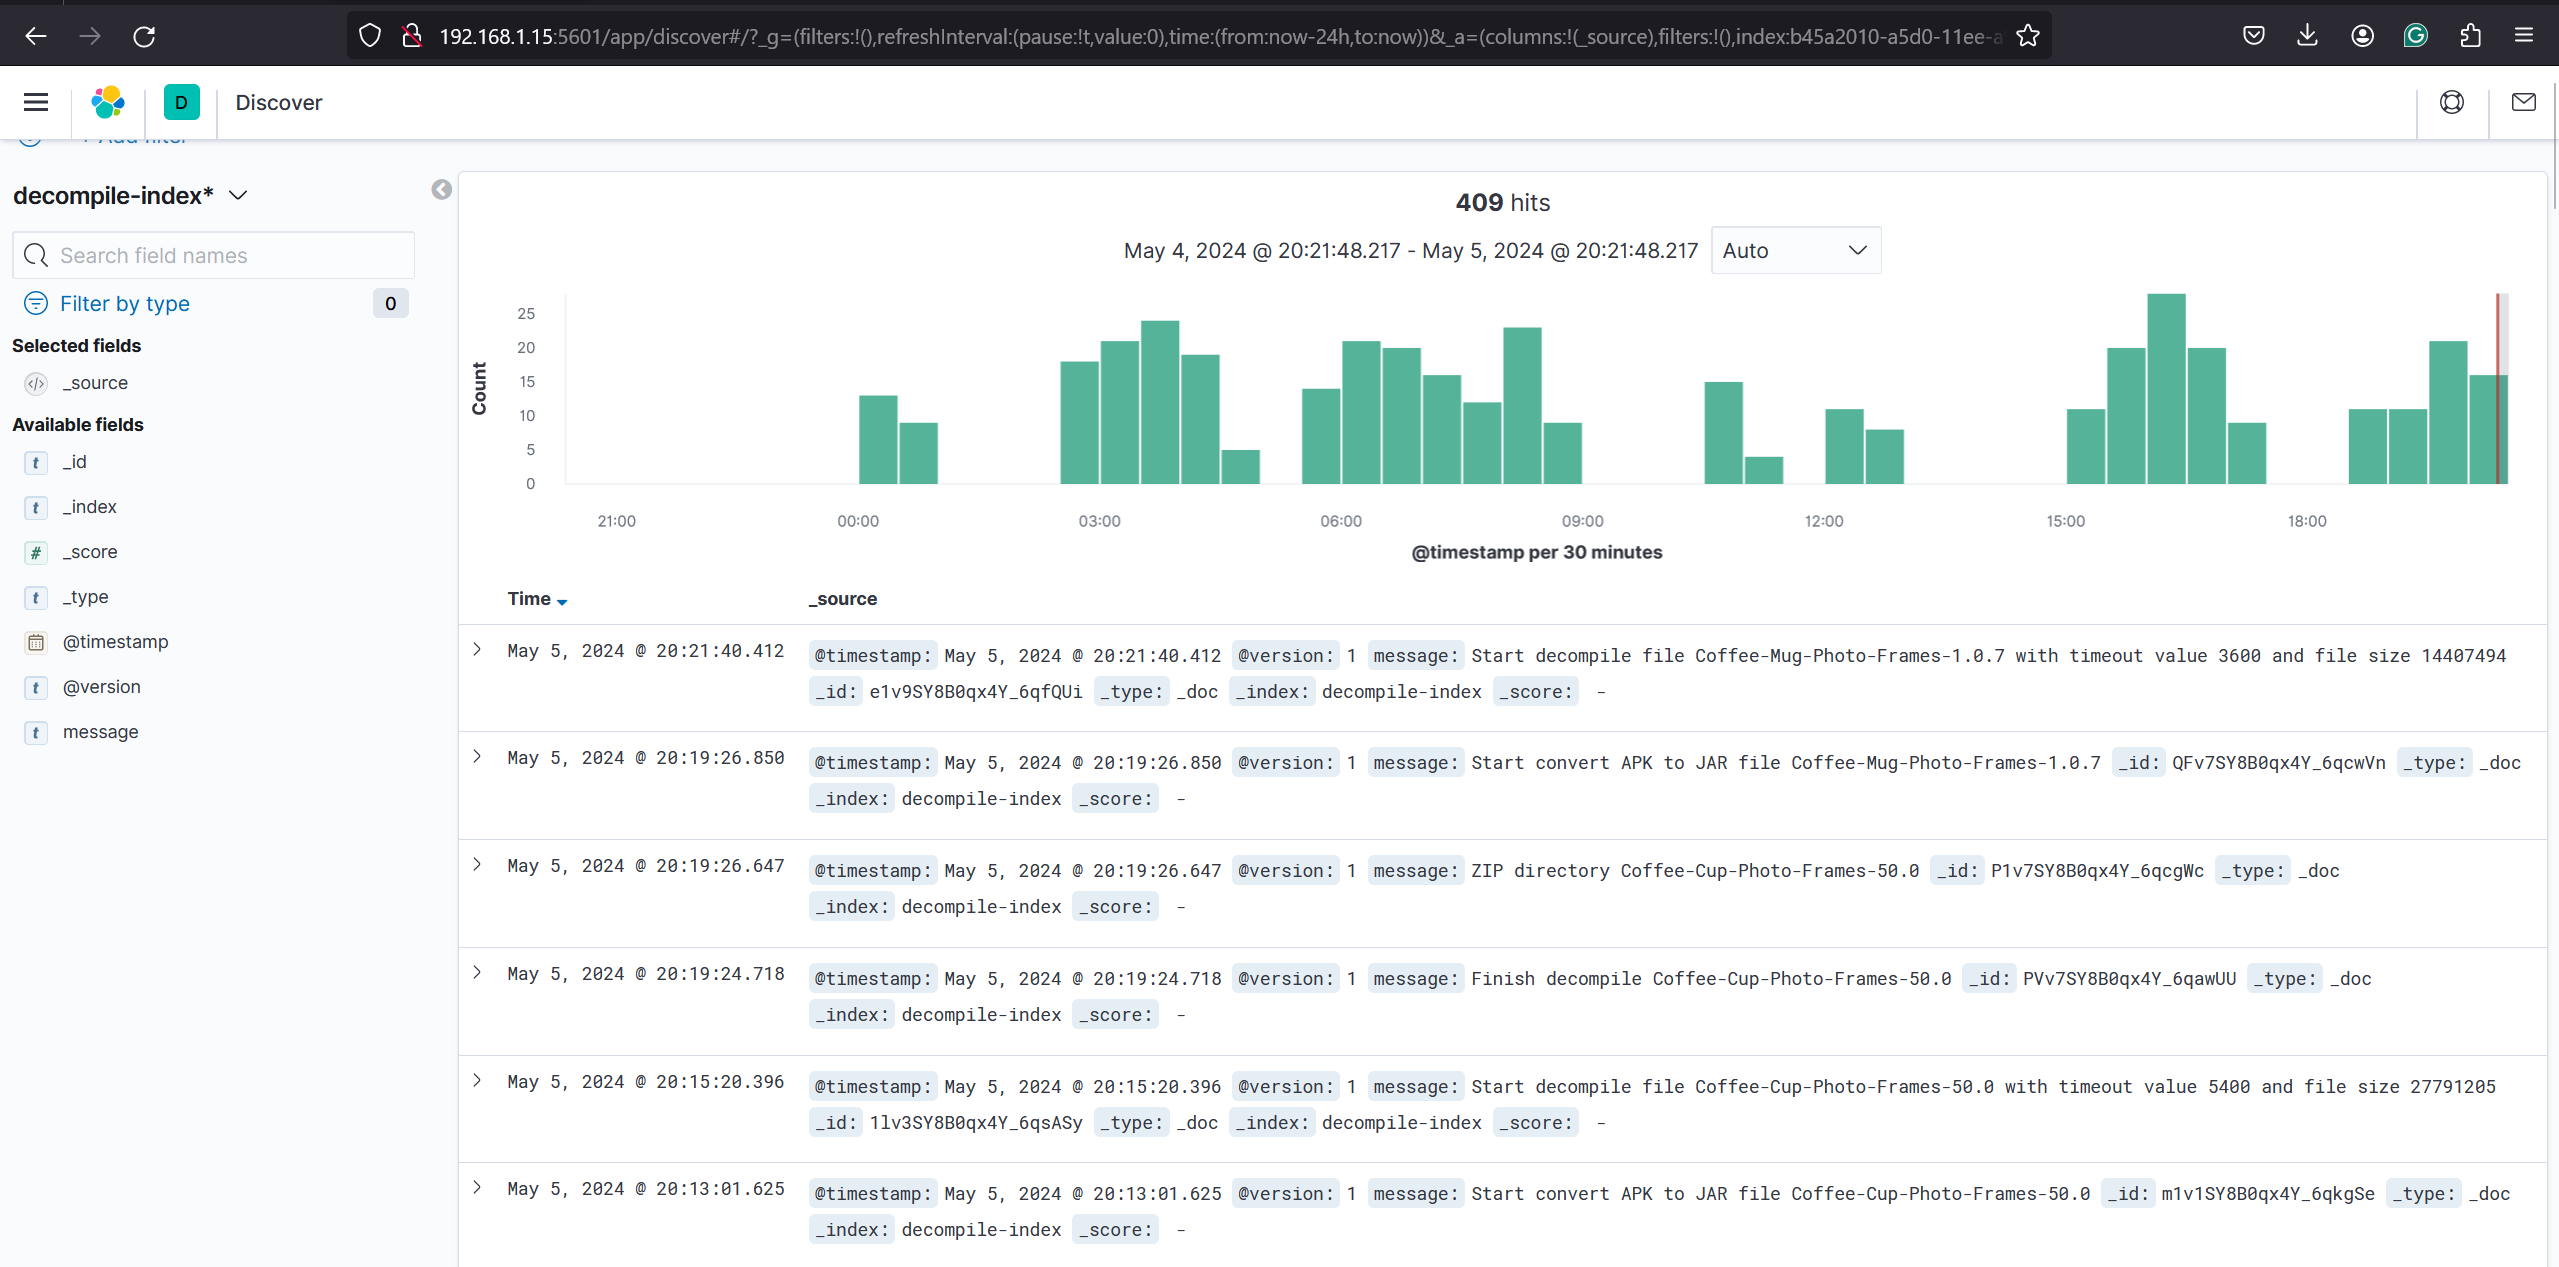 192.168.1.15:5601/app/discover#/?_g=(filters:!(),refreshInterval:(pause:!t,value:0),time:(from:now-24h,to:now))&_a=(columns:!(_source),filters:!(),index:b45a2010-a5d0-11ee-a
D Discover
+ Add filter
decompile-index*
Search field names
Filter by type 0
Selected fields
_source
Available fields
t _id
t _index
# _score
t _type
@timestamp
t @version
t message
409 hits
May 4, 2024 @ 20:21:48.217 - May 5, 2024 @ 20:21:48.217 Auto
Count
25
20
15
10
5
0
21:00 00:00 03:00 06:00 09:00 12:00 15:00 18:00
@timestamp per 30 minutes
Time _source
May 5, 2024 @ 20:21:40.412 @timestamp: May 5, 2024 @ 20:21:40.412 @version: 1 message: Start decompile file Coffee-Mug-Photo-Frames-1.0.7 with timeout value 3600 and file size 14407494
_id: e1v9SY8B0qx4Y_6qfQUi _type: _doc _index: decompile-index _score: -
May 5, 2024 @ 20:19:26.850 @timestamp: May 5, 2024 @ 20:19:26.850 @version: 1 message: Start convert APK to JAR file Coffee-Mug-Photo-Frames-1.0.7 _id: QFv7SY8B0qx4Y_6qcwVn _type: _doc
_index: decompile-index _score: -
May 5, 2024 @ 20:19:26.647 @timestamp: May 5, 2024 @ 20:19:26.647 @version: 1 message: ZIP directory Coffee-Cup-Photo-Frames-50.0 _id: P1v7SY8B0qx4Y_6qcgWc _type: _doc
_index: decompile-index _score: -
May 5, 2024 @ 20:19:24.718 @timestamp: May 5, 2024 @ 20:19:24.718 @version: 1 message: Finish decompile Coffee-Cup-Photo-Frames-50.0 _id: PVv7SY8B0qx4Y_6qawUU _type: _doc
_index: decompile-index _score: -
May 5, 2024 @ 20:15:20.396 @timestamp: May 5, 2024 @ 20:15:20.396 @version: 1 message: Start decompile file Coffee-Cup-Photo-Frames-50.0 with timeout value 5400 and file size 27791205
_id: 1lv3SY8B0qx4Y_6qsASy _type: _doc _index: decompile-index _score: -
May 5, 2024 @ 20:13:01.625 @timestamp: May 5, 2024 @ 20:13:01.625 @version: 1 message: Start convert APK to JAR file Coffee-Cup-Photo-Frames-50.0 _id: m1v1SY8B0qx4Y_6qkgSe _type: _doc
_index: decompile-index _score: -